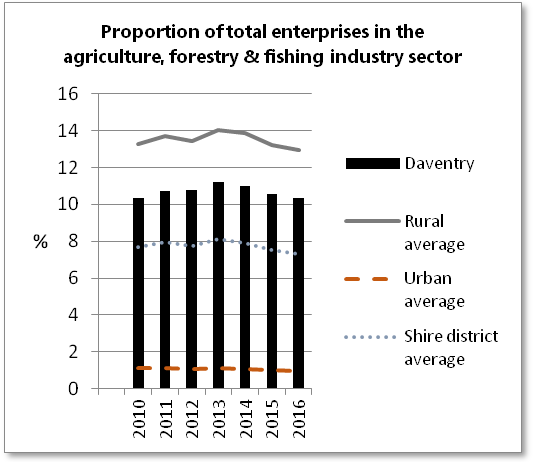 Proportion of total enterprises in the
agriculture, forestry & fishing industry sector
16
14
12
10
8
6
4
2
0
%
2010
2011
2012
2013
2014
2015
2016
Daventry
Rural
average
Urban
average
Shire district
average